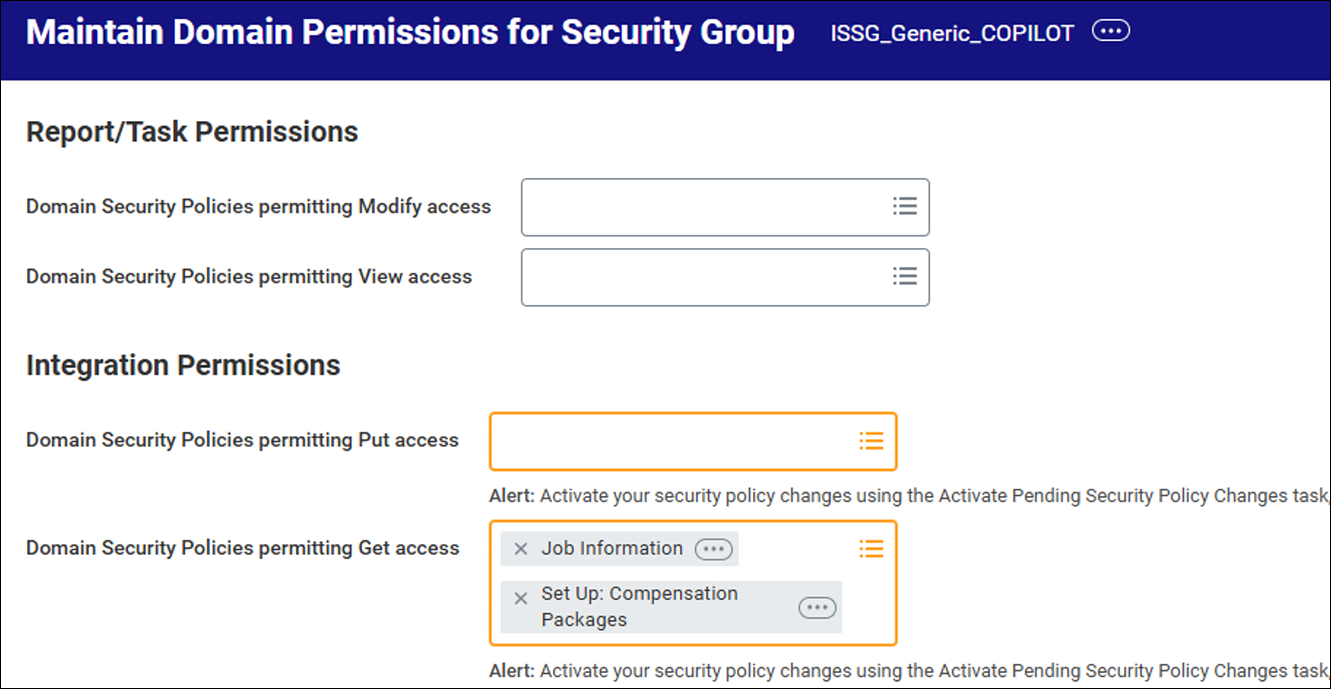 Maintain Domain Permissions for Security Group ISSG_Generic_COPILOT
Report/Task Permissions
Domain Security Policies permitting Modify access
Domain Security Policies permitting View access
Integration Permissions
Domain Security Policies permitting Put access
Alert: Activate your security policy changes using the Activate Pending Security Policy Changes task,
Domain Security Policies permitting Get access
Job Information
Set Up: Compensation
Packages
Alert: Activate your security policy changes using the Activate Pending Security Policy Changes task,